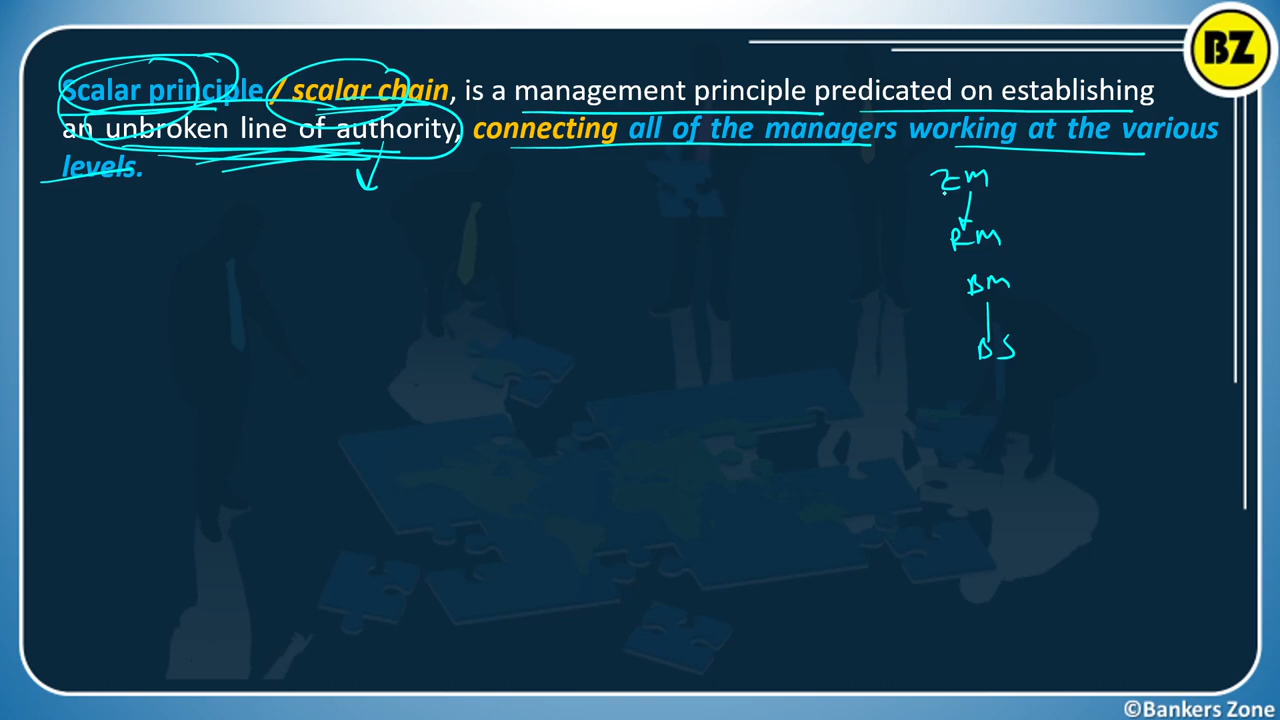 BZ
Scalar principle / scalar chain, is a management principle predicated on establishing
an unbroken line of authority, connecting all of the managers working at the various
levels.
ZM
RM
BM
BS
©Bankers Zone